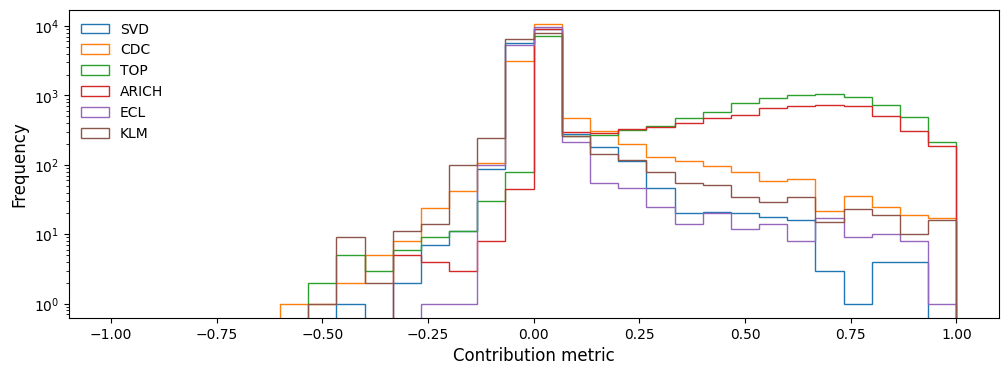 SVD
CDC
TOP
ARICH
ECL
KLM
Frequency
10⁴
10³
10²
10¹
10⁰
−1.00 −0.75 −0.50 −0.25 0.00 0.25 0.50 0.75 1.00
Contribution metric